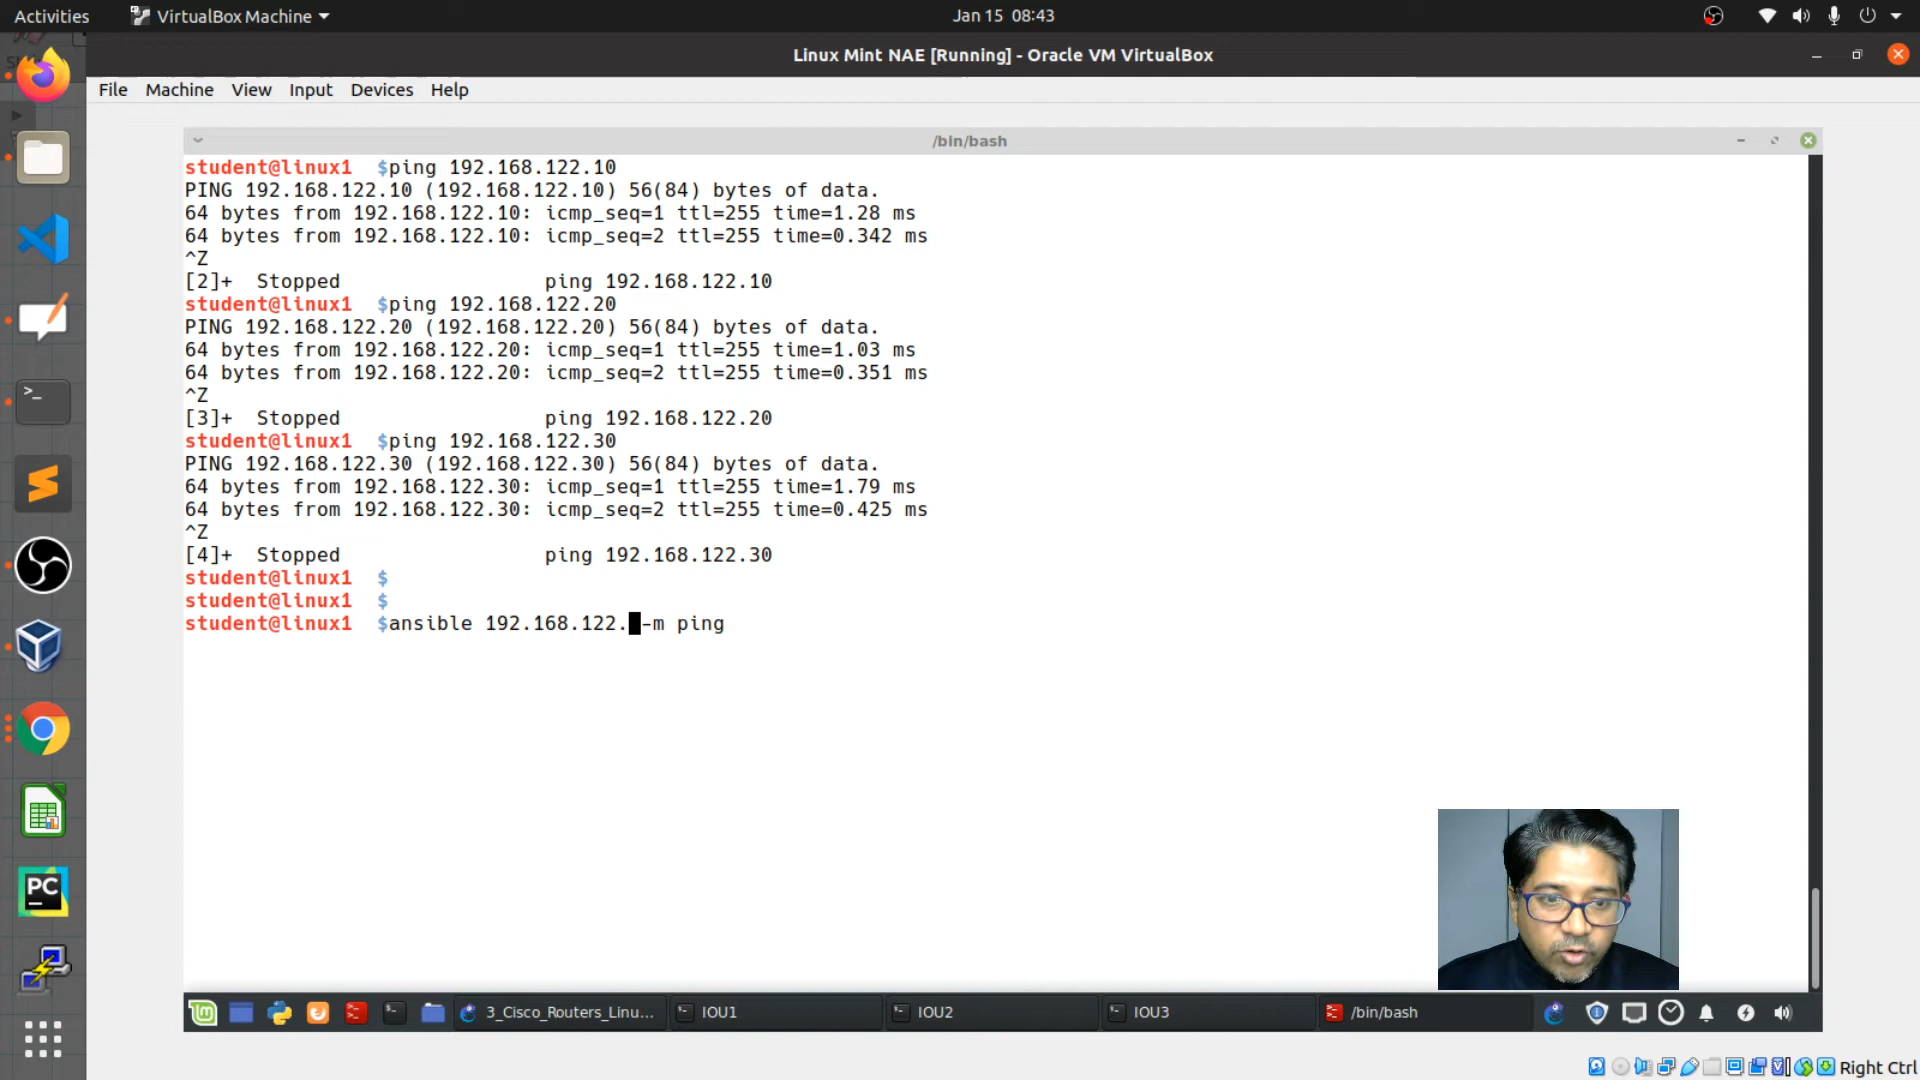 Activities VirtualBox Machine Jan 15 08:43
Linux Mint NAE [Running] - Oracle VM VirtualBox
File Machine View Input Devices Help
/bin/bash
student@linux1 $ping 192.168.122.10
PING 192.168.122.10 (192.168.122.10) 56(84) bytes of data.
64 bytes from 192.168.122.10: icmp_seq=1 ttl=255 time=1.28 ms
64 bytes from 192.168.122.10: icmp_seq=2 ttl=255 time=0.342 ms
^Z
[2]+ Stopped ping 192.168.122.10
student@linux1 $ping 192.168.122.20
PING 192.168.122.20 (192.168.122.20) 56(84) bytes of data.
64 bytes from 192.168.122.20: icmp_seq=1 ttl=255 time=1.03 ms
64 bytes from 192.168.122.20: icmp_seq=2 ttl=255 time=0.351 ms
^Z
[3]+ Stopped ping 192.168.122.20
student@linux1 $ping 192.168.122.30
PING 192.168.122.30 (192.168.122.30) 56(84) bytes of data.
64 bytes from 192.168.122.30: icmp_seq=1 ttl=255 time=1.79 ms
64 bytes from 192.168.122.30: icmp_seq=2 ttl=255 time=0.425 ms
^Z
[4]+ Stopped ping 192.168.122.30
student@linux1 $
student@linux1 $
student@linux1 $ansible 192.168.122. -m ping
PC
3_Cisco_Routers_Linu... IOU1 IOU2 IOU3 /bin/bash
Right Ctrl